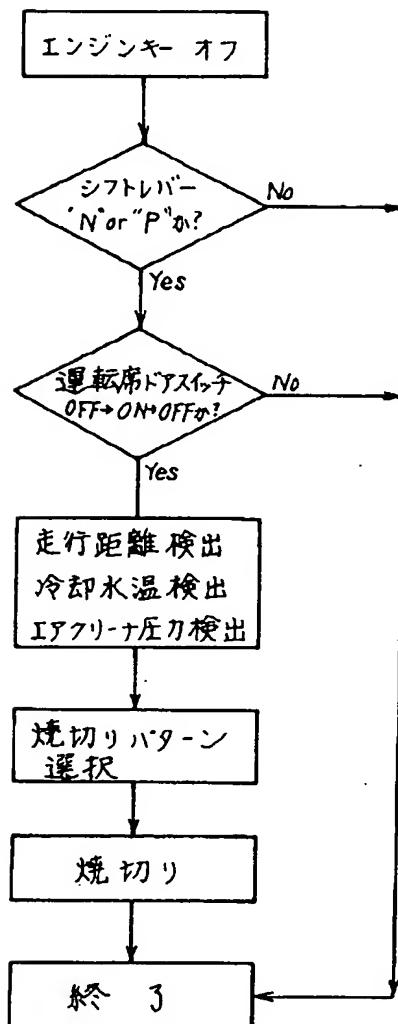 エンジンキー オフ
シフトレバー
"N" or "P"か?
No
Yes
運転席ドアスイッチ
OFF→ON→OFFか?
No
Yes
走行距離検出
冷却水温検出
エアクリーナ圧力検出
焼切りパターン
選択
焼切り
終了